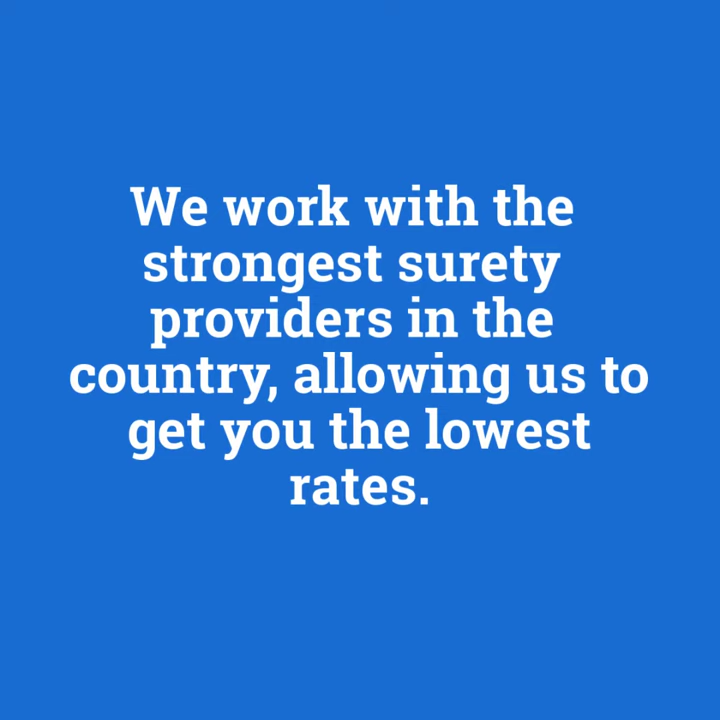 We work with the
strongest surety
providers in the
country, allowing us to
get you the lowest
rates.